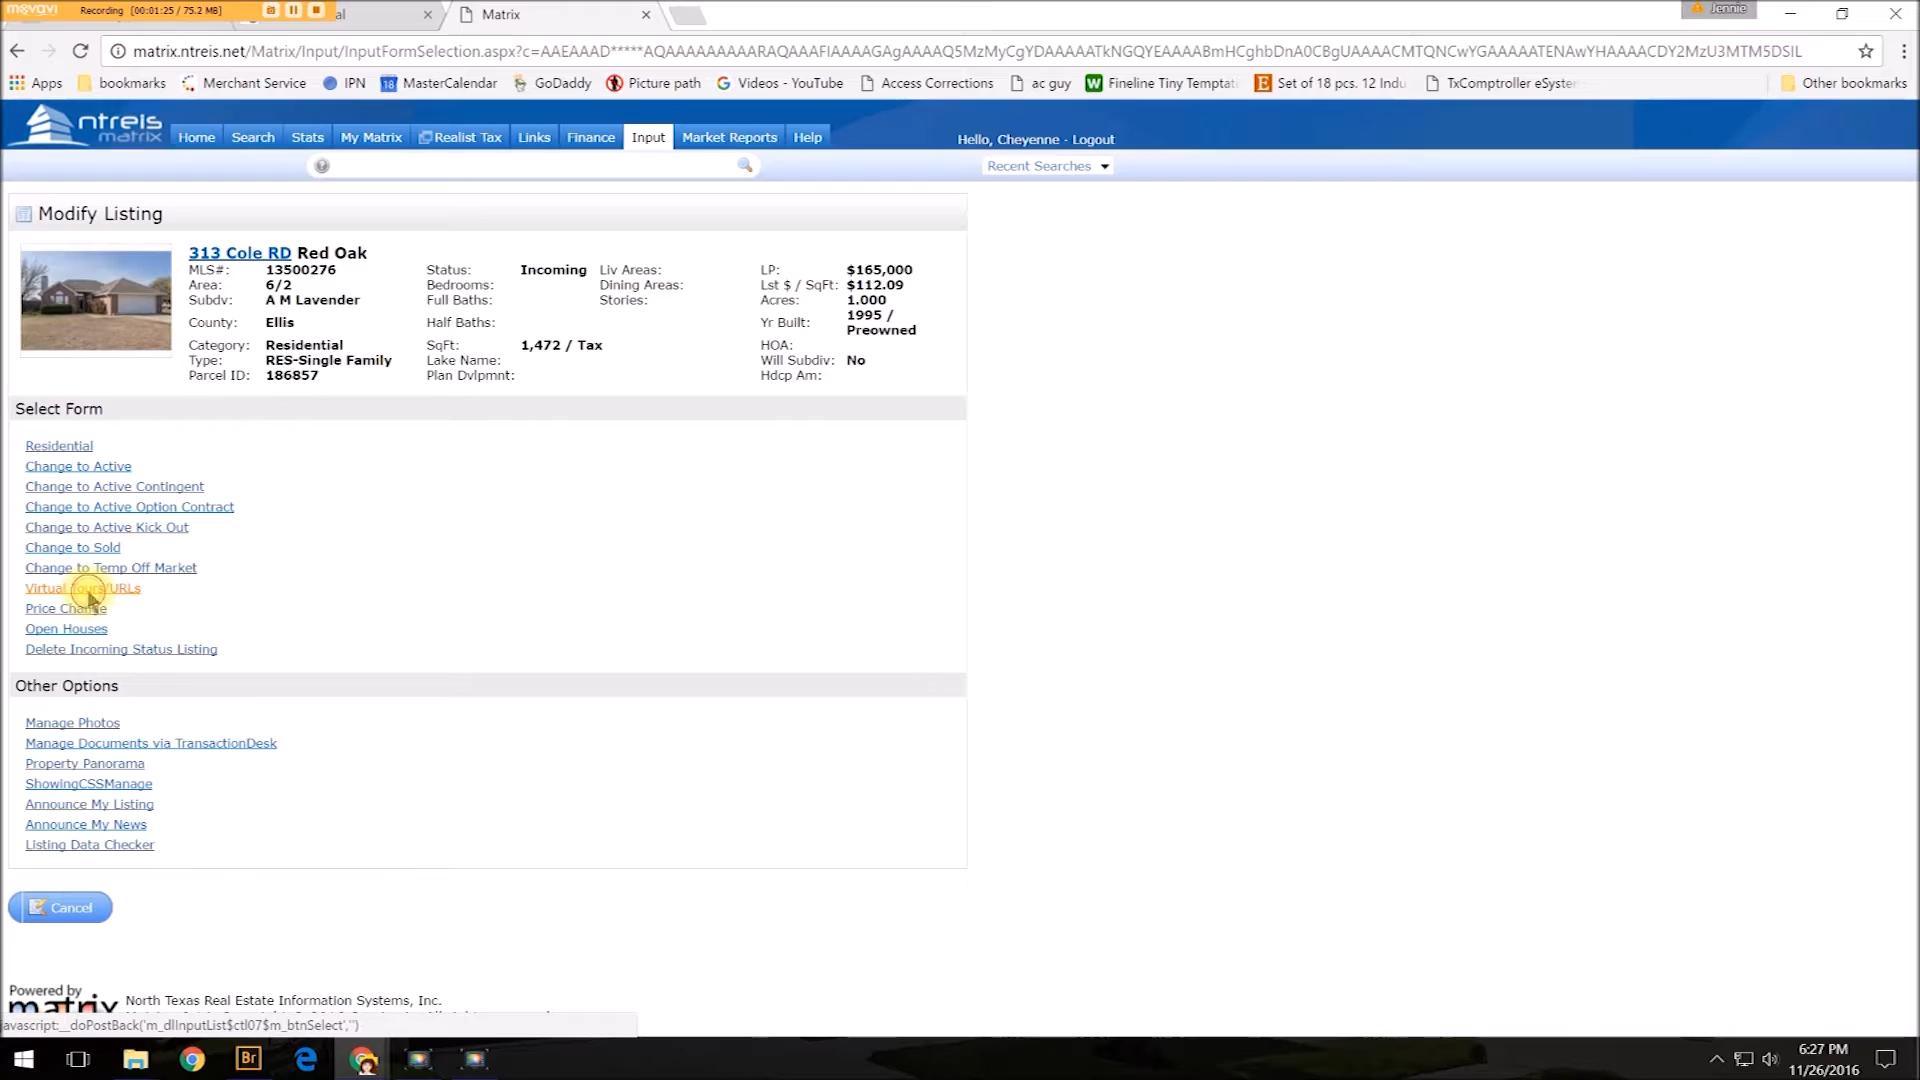 movavi Recording [00:01:25 / 75.2 MB]
al
Matrix
Jennie
matrix.ntreis.net/Matrix/Input/InputFormSelection.aspx?c=AAEAAAD*****AQAAAAAAAAARAQAAAFIAAAAGAgAAAAQ5MzMyCgYDAAAAATkNGQYEAAAABmHCghbDnA0CBgUAAAACMTQNCwYGAAAAATENAwYHAAAACDY2MzU3MTM5DSIL
Apps bookmarks Merchant Service IPN 18 MasterCalendar GoDaddy Picture path Videos - YouTube Access Corrections ac guy Fineline Tiny Templat Set of 18 pcs. 12 Indu TxComptroller eSystem Other bookmarks
ntreis matrix
Home Search Stats My Matrix Realist Tax Links Finance Input Market Reports Help
Hello, Cheyenne - Logout
Recent Searches
Modify Listing
313 Cole RD Red Oak
MLS#: 13500276 Status: Incoming Liv Areas: LP: $165,000
Area: 6/2 Bedrooms: Dining Areas: Lst $ / SqFt: $112.09
Subdv: A M Lavender Full Baths: Stories: Acres: 1.000
County: Ellis Half Baths: Yr Built: 1995 / Preowned
Category: Residential SqFt: 1,472 / Tax HOA:
Type: RES-Single Family Lake Name: Will Subdiv: No
Parcel ID: 186857 Plan Dvlpmnt: Hdcp Am:
Select Form
Residential
Change to Active
Change to Active Contingent
Change to Active Option Contract
Change to Active Kick Out
Change to Sold
Change to Temp Off Market
Virtual Tours/URLs
Price Change
Open Houses
Delete Incoming Status Listing
Other Options
Manage Photos
Manage Documents via TransactionDesk
Property Panorama
ShowingCSSManage
Announce My Listing
Announce My News
Listing Data Checker
Cancel
Powered by
matrix
North Texas Real Estate Information Systems, Inc.
javascript:__doPostBack('m_dlInputList$ctl07$m_btnSelect','')
Br
6:27 PM
11/26/2016